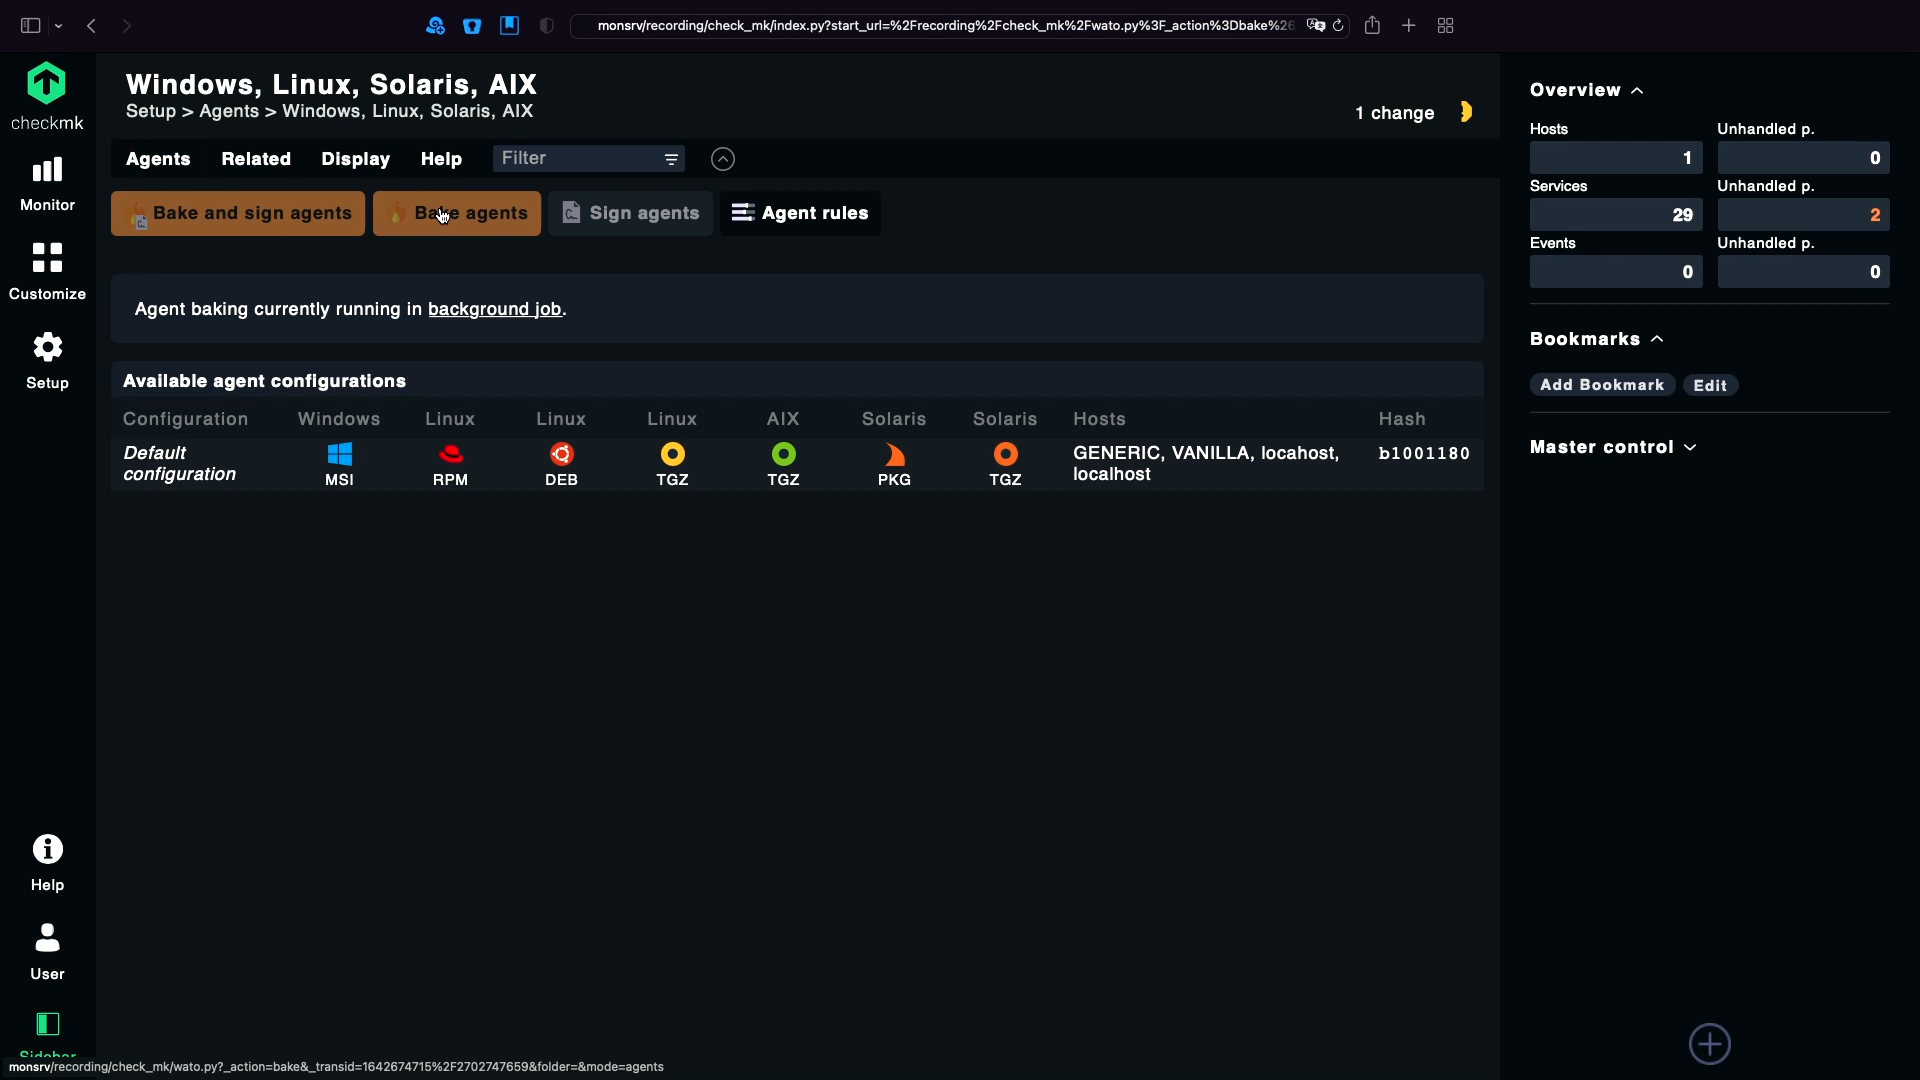 monsrv/recording/check_mk/index.py?start_url=%2Frecording%2Fcheck_mk%2Fwato.py%3F_action%3Dbake%26
checkmk
Monitor
Customize
Setup
Help
User
Sidebar
Windows, Linux, Solaris, AIX
Setup > Agents > Windows, Linux, Solaris, AIX
1 change
Agents Related Display Help Filter
Bake and sign agents Bake agents Sign agents Agent rules
Agent baking currently running in background job.
Available agent configurations
Configuration Windows Linux Linux Linux AIX Solaris Solaris Hosts Hash
Default configuration MSI RPM DEB TGZ TGZ PKG TGZ GENERIC, VANILLA, locahost, b1001180
localhost
Overview
Hosts Unhandled p.
1 0
Services Unhandled p.
29 2
Events Unhandled p.
0 0
Bookmarks
Add Bookmark Edit
Master control
monsrv/recording/check_mk/wato.py?_action=bake&_transid=1642674715%2F2702747659&folder=&mode=agents